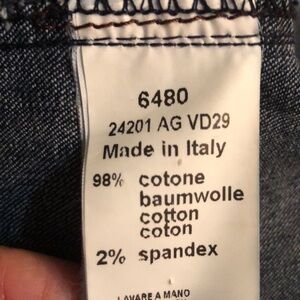 6480
24201 AG VD29
Made in Italy
98% cotone
baumwolle
cotton
coton
2% spandex
LAVARE A MANO